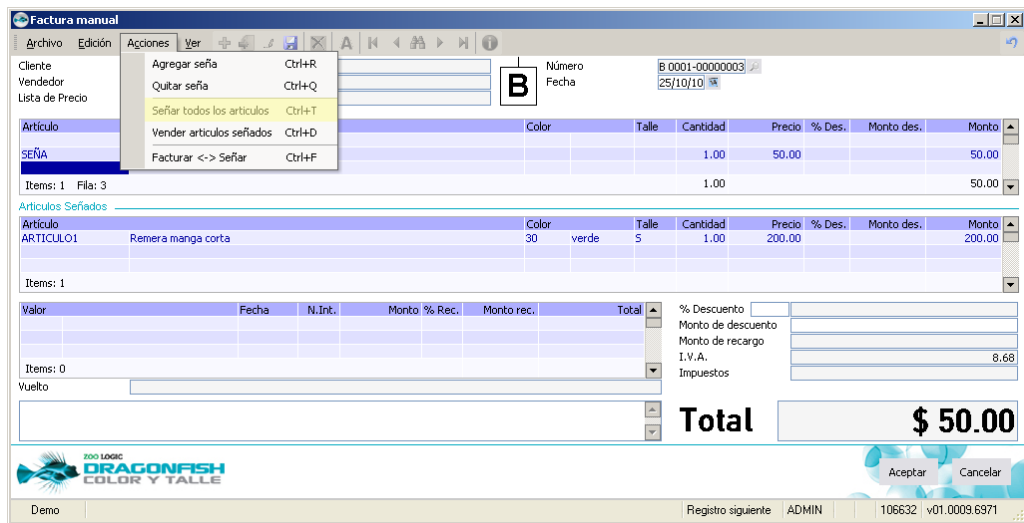 Factura manual
Archivo Edición Acciones Ver
Cliente
Vendedor
Lista de Precio
Agregar seña Ctrl+R
Quitar seña Ctrl+Q
Señar todos los articulos Ctrl+T
Vender articulos señados Ctrl+D
Facturar <-> Señar Ctrl+F
B
Número B 0001-00000003
Fecha 25/10/10
Artículo Color Talle Cantidad Precio % Des. Monto des. Monto
SEÑA 1.00 50.00 50.00
Items: 1 Fila: 3 1.00 50.00
Articulos Señados
Artículo Color Talle Cantidad Precio % Des. Monto des. Monto
ARTICULO1 Remera manga corta 30 verde S 1.00 200.00 200.00
Items: 1
Valor Fecha N.Int. Monto % Rec. Monto rec. Total
Items: 0
Vuelto
% Descuento
Monto de descuento
Monto de recargo
I.V.A. 8.68
Impuestos
Total $ 50.00
ZOO LOGIC
DRAGONFISH
COLOR Y TALLE
Aceptar Cancelar
Demo Registro siguiente ADMIN 106632 v01.0009.6971